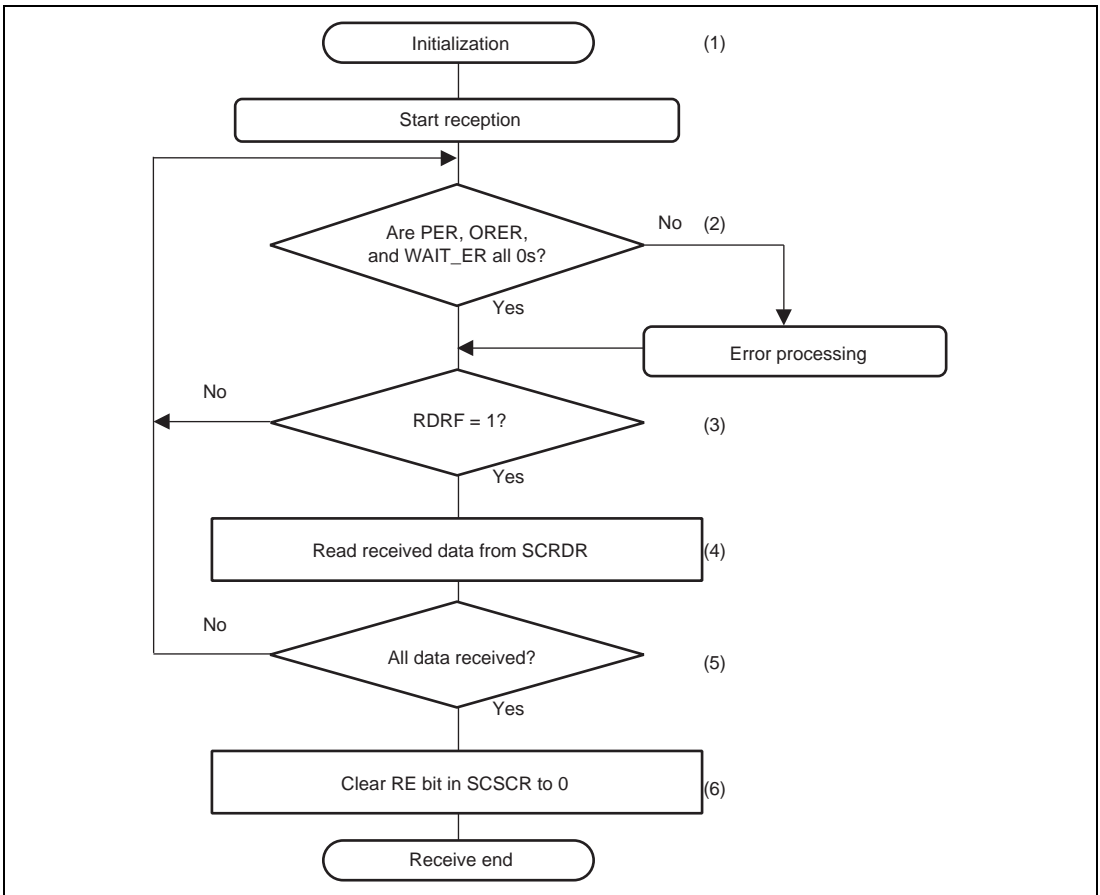 Initialization (1)
Start reception
Are PER, ORER,
and WAIT_ER all 0s?
No (2)
Yes
Error processing
No
RDRF = 1?
(3)
Yes
Read received data from SCRDR
(4)
No
All data received?
(5)
Yes
Clear RE bit in SCSCR to 0
(6)
Receive end